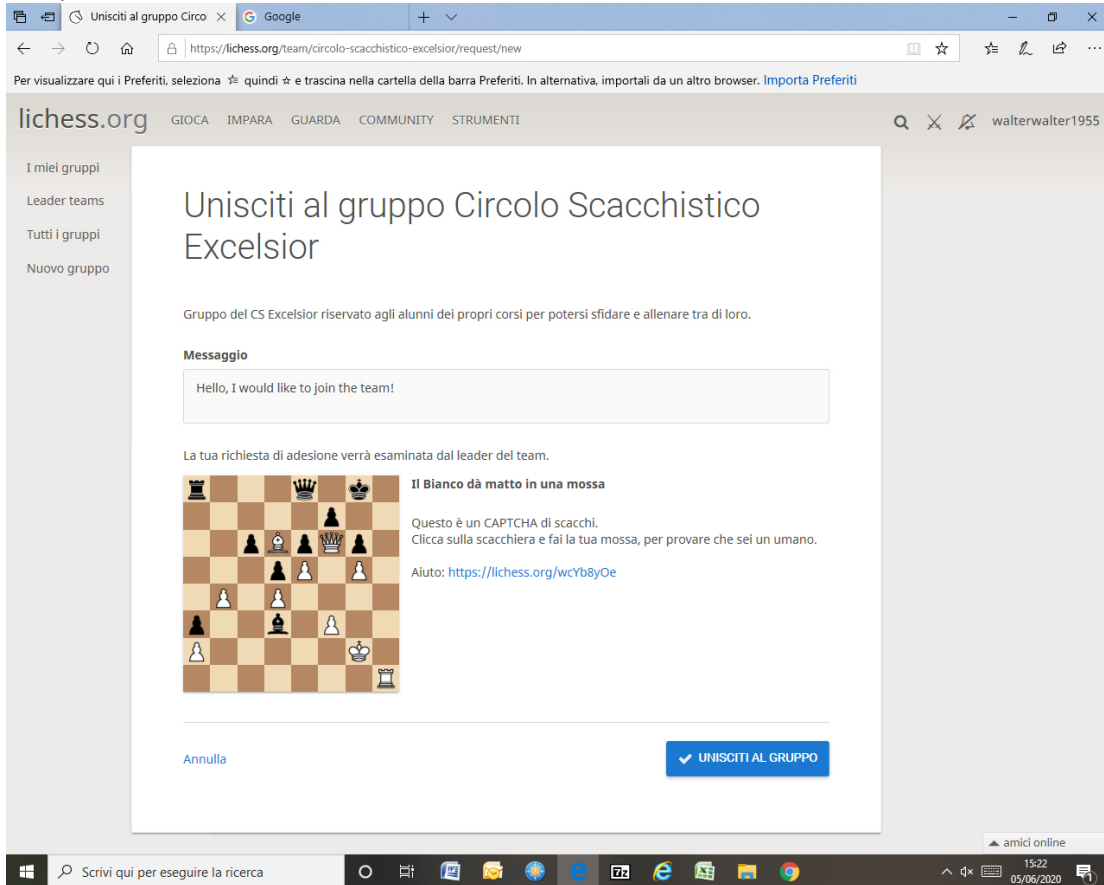 Unisciti al gruppo Circo
Google
https://lichess.org/team/circolo-scacchistico-excelsior/request/new
Per visualizzare qui i Preferiti, seleziona quindi ☆ e trascina nella cartella della barra Preferiti. In alternativa, importali da un altro browser. Importa Preferiti
lichess.org GIOCA IMPARA GUARDA COMMUNITY STRUMENTI walterwalter1955
I miei gruppi
Leader teams
Tutti i gruppi
Nuovo gruppo
Unisciti al gruppo Circolo Scacchistico
Excelsior
Gruppo del CS Excelsior riservato agli alunni dei propri corsi per potersi sfidare e allenare tra di loro.
Messaggio
Hello, I would like to join the team!
La tua richiesta di adesione verrà esaminata dal leader del team.
Il Bianco dà matto in una mossa
Questo è un CAPTCHA di scacchi.
Clicca sulla scacchiera e fai la tua mossa, per provare che sei un umano.
Aiuto: https://lichess.org/wcYb8yOe
Annulla
UNISCITI AL GRUPPO
amici online
Scrivi qui per eseguire la ricerca
7z
15:22
05/06/2020